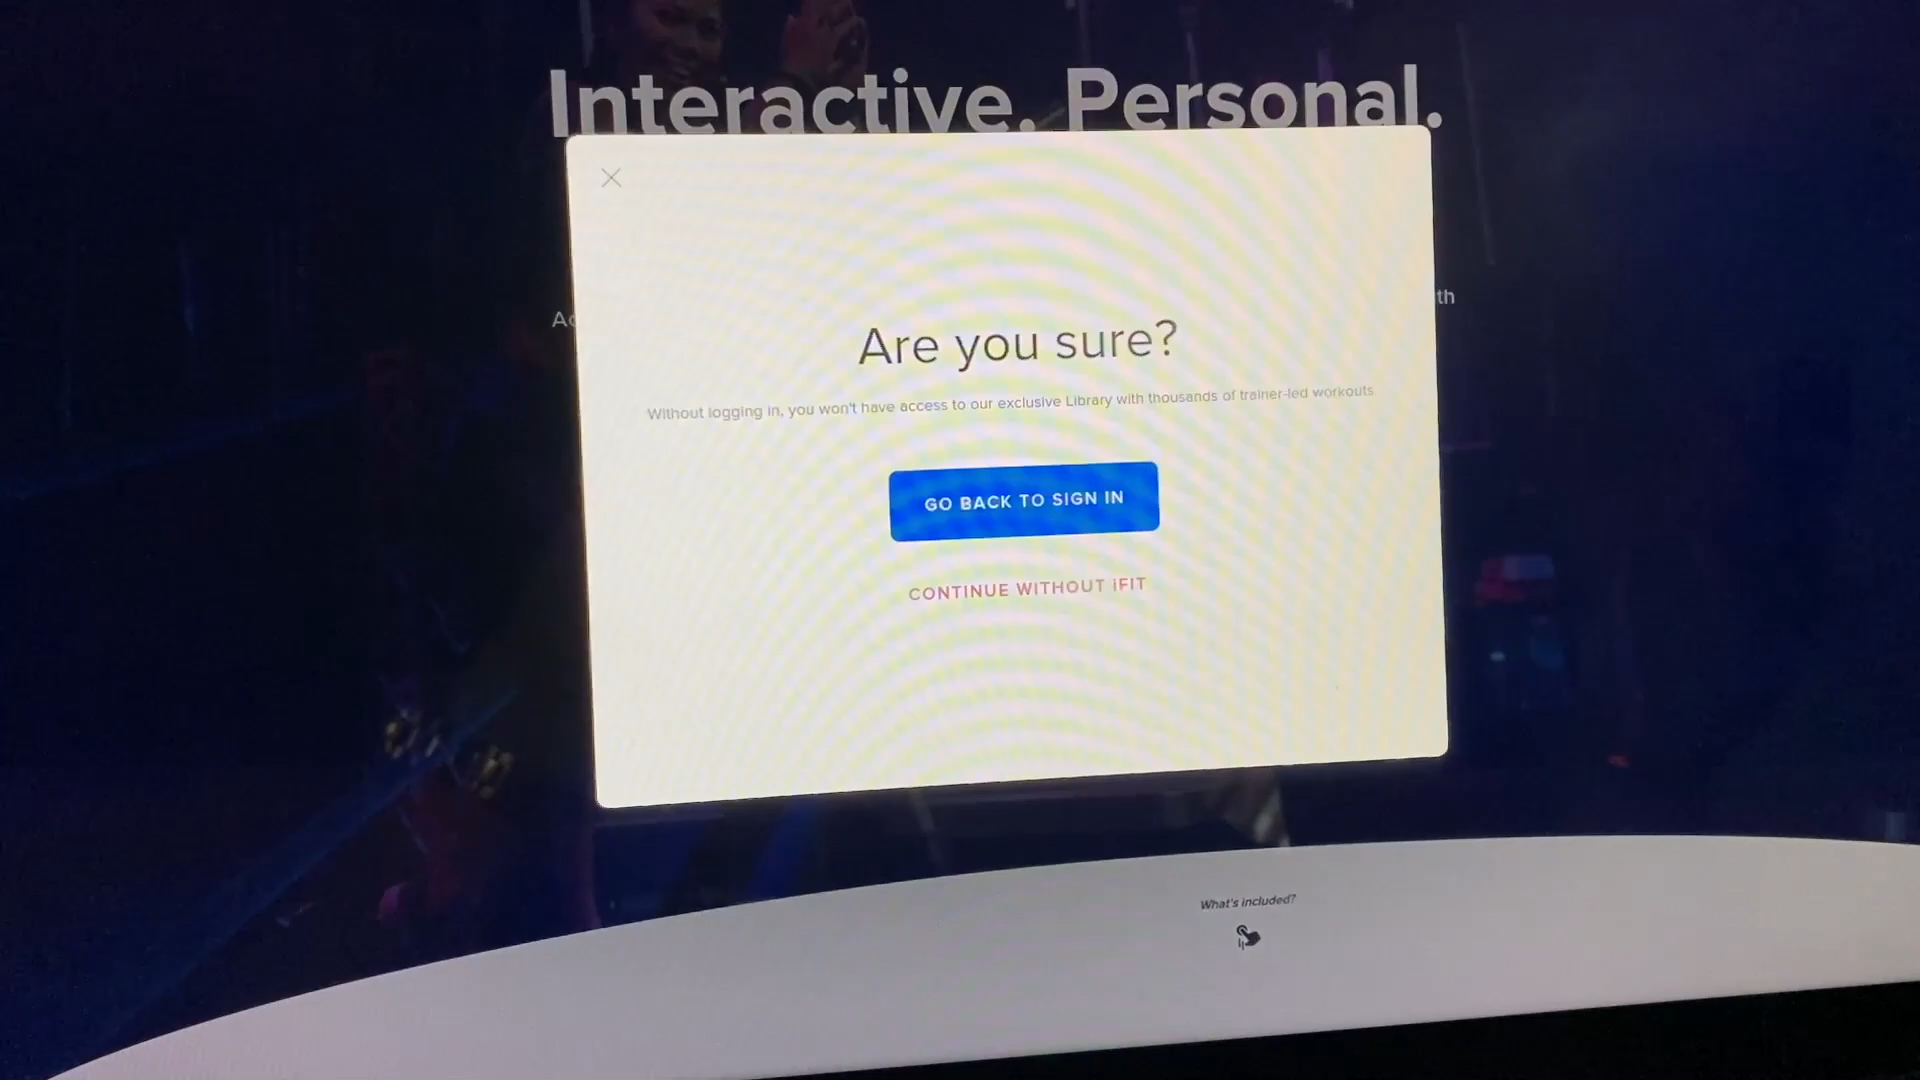 Interactive. Personal.
Are you sure?
Without logging in, you won't have access to our exclusive Library with thousands of trainer-led workouts.
GO BACK TO SIGN IN
CONTINUE WITHOUT iFIT
What's included?